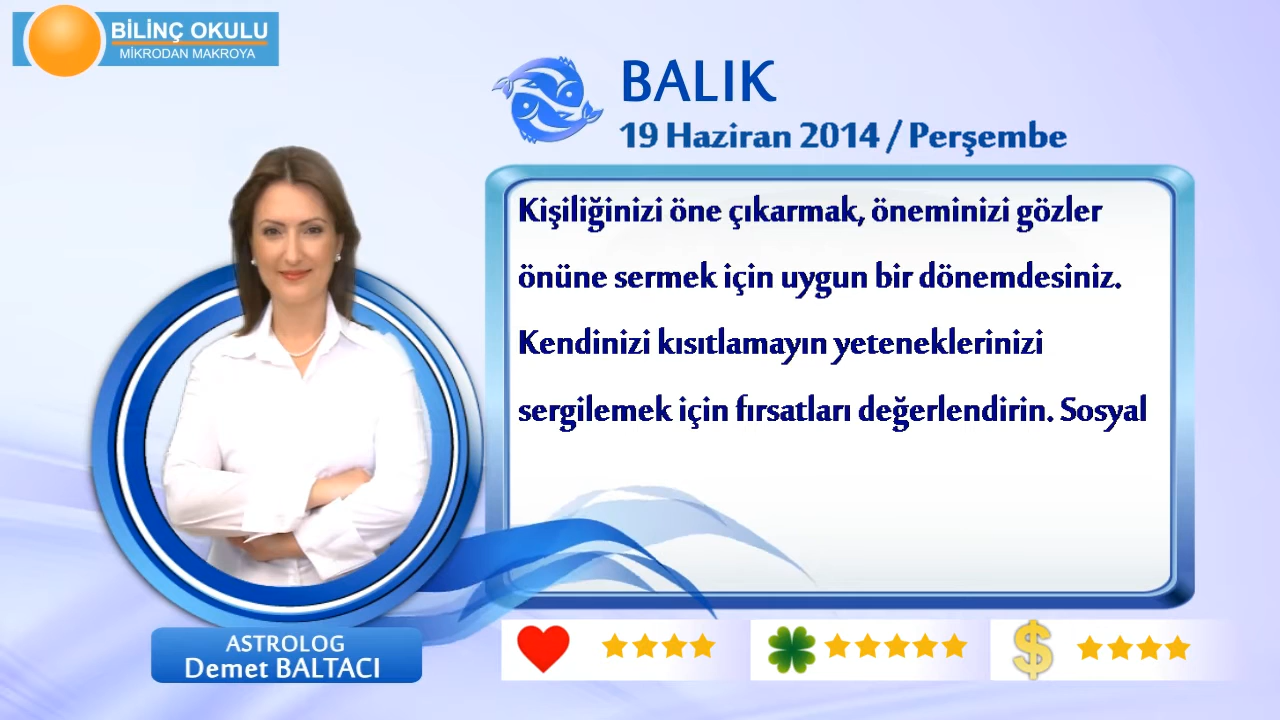 BİLİNÇ OKULU
MİKRODAN MAKROYA
BALIK
19 Haziran 2014 / Perşembe
Kişiliğinizi öne çıkarmak, öneminizi gözler
önüne sermek için uygun bir dönemdesiniz.
Kendinizi kısıtlamayın yeteneklerinizi
sergilemek için fırsatları değerlendirin. Sosyal
ASTROLOG
Demet BALTACI